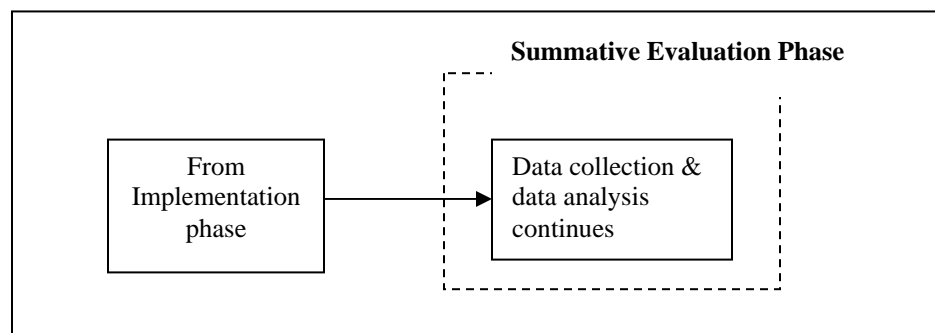 Summative Evaluation Phase
From
Implementation
phase
Data collection &
data analysis
continues